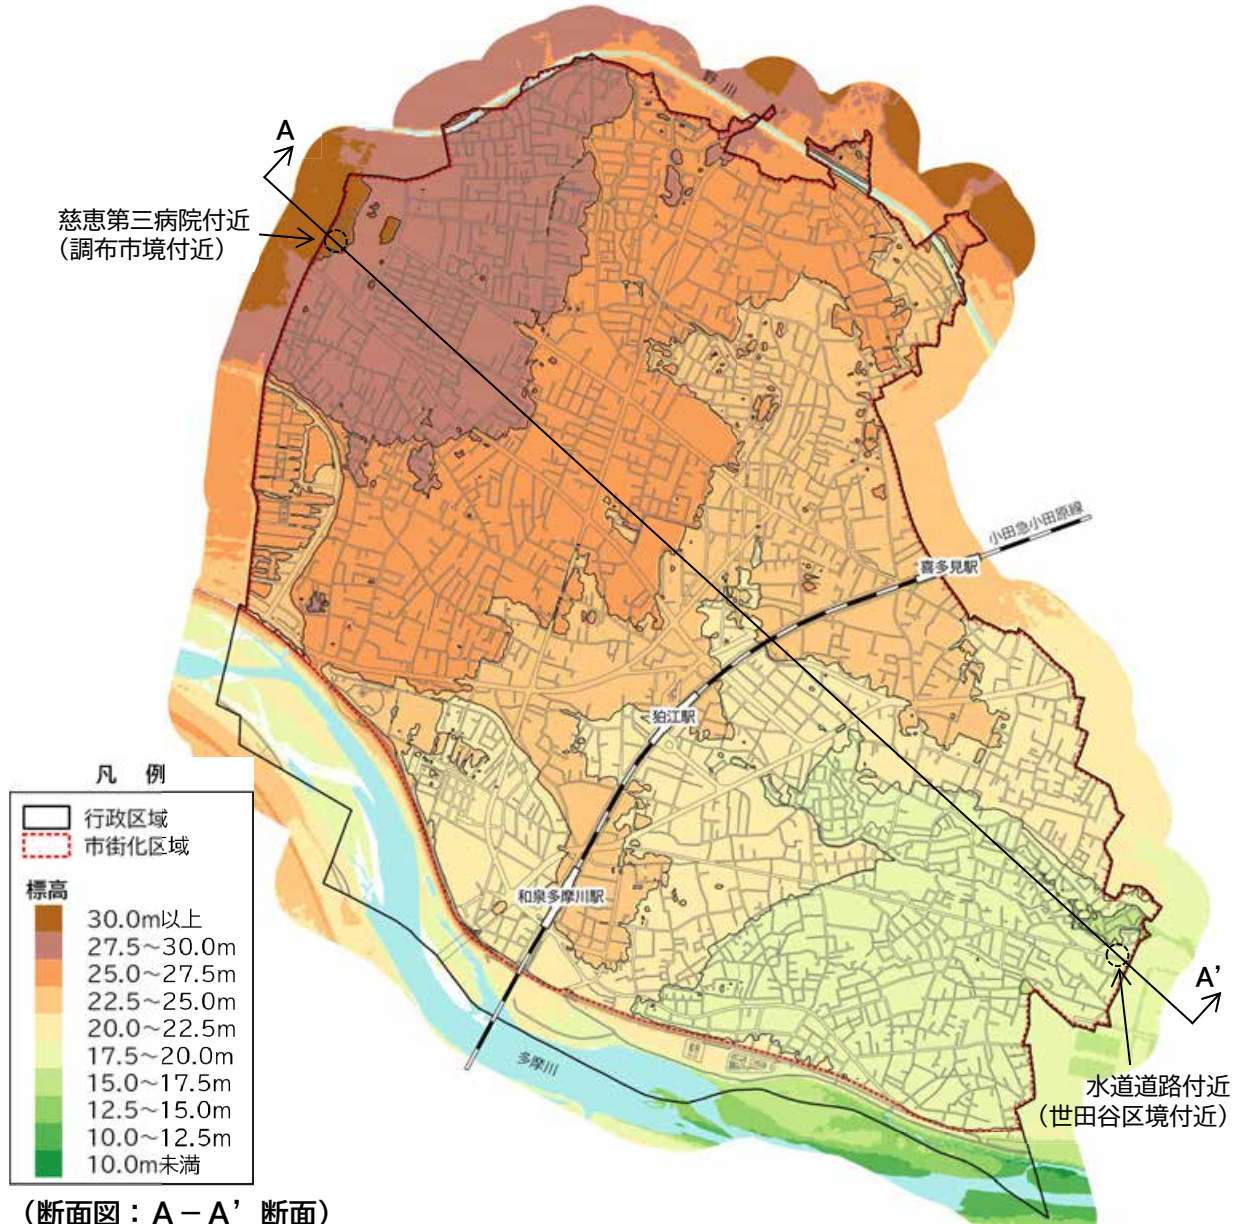 野川
A
慈恵第三病院付近
（調布市境付近）
小田急小田原線
喜多見駅
狛江駅
和泉多摩川駅
多摩川
A’
水道道路付近
（世田谷区境付近）
凡 例
行政区域
市街化区域
標高
30.0m以上
27.5～30.0m
25.0～27.5m
22.5～25.0m
20.0～22.5m
17.5～20.0m
15.0～17.5m
12.5～15.0m
10.0～12.5m
10.0m未満
（断面図：A－A’断面）